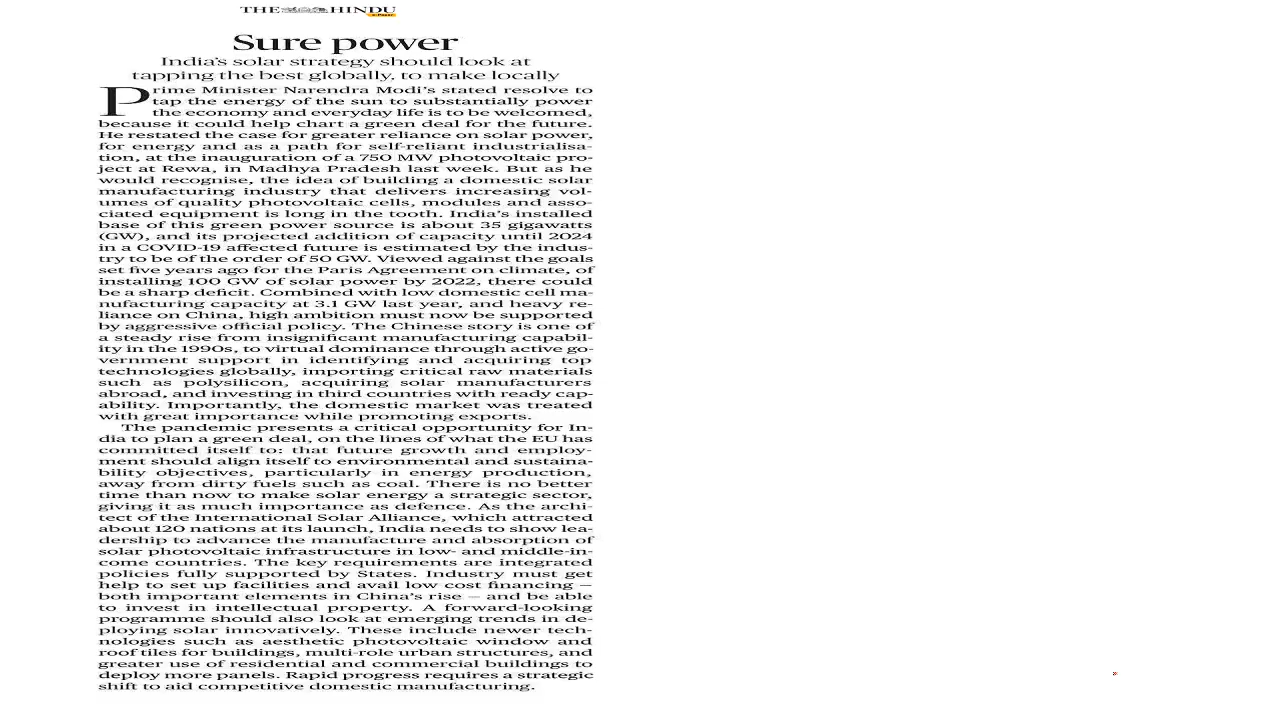 THE HINDU
e-Paper
Sure power
India's solar strategy should look at
tapping the best globally, to make locally
Prime Minister Narendra Modi's stated resolve to
tap the energy of the sun to substantially power
the economy and everyday life is to be welcomed,
because it could help chart a green deal for the future.
He restated the case for greater reliance on solar power,
for energy and as a path for self-reliant industrialisa-
tion, at the inauguration of a 750 MW photovoltaic pro-
ject at Rewa, in Madhya Pradesh last week. But as he
would recognise, the idea of building a domestic solar
manufacturing industry that delivers increasing vol-
umes of quality photovoltaic cells, modules and asso-
ciated equipment is long in the tooth. India's installed
base of this green power source is about 35 gigawatts
(GW), and its projected addition of capacity until 2024
in a COVID-19 affected future is estimated by the indus-
try to be of the order of 50 GW. Viewed against the goals
set five years ago for the Paris Agreement on climate, of
installing 100 GW of solar power by 2022, there could
be a sharp deficit. Combined with low domestic cell ma-
nufacturing capacity at 3.1 GW last year, and heavy re-
liance on China, high ambition must now be supported
by aggressive official policy. The Chinese story is one of
a steady rise from insignificant manufacturing capabil-
ity in the 1990s, to virtual dominance through active go-
vernment support in identifying and acquiring top
technologies globally, importing critical raw materials
such as polysilicon, acquiring solar manufacturers
abroad, and investing in third countries with ready cap-
ability. Importantly, the domestic market was treated
with great importance while promoting exports.
The pandemic presents a critical opportunity for In-
dia to plan a green deal, on the lines of what the EU has
committed itself to: that future growth and employ-
ment should align itself to environmental and sustaina-
bility objectives, particularly in energy production,
away from dirty fuels such as coal. There is no better
time than now to make solar energy a strategic sector,
giving it as much importance as defence. As the archi-
tect of the International Solar Alliance, which attracted
about 120 nations at its launch, India needs to show lea-
dership to advance the manufacture and absorption of
solar photovoltaic infrastructure in low- and middle-in-
come countries. The key requirements are integrated
policies fully supported by States. Industry must get
help to set up facilities and avail low cost financing –
both important elements in China's rise – and be able
to invest in intellectual property. A forward-looking
programme should also look at emerging trends in de-
ploying solar innovatively. These include newer tech-
nologies such as aesthetic photovoltaic window and
roof tiles for buildings, multi-role urban structures, and
greater use of residential and commercial buildings to
deploy more panels. Rapid progress requires a strategic
shift to aid competitive domestic manufacturing.